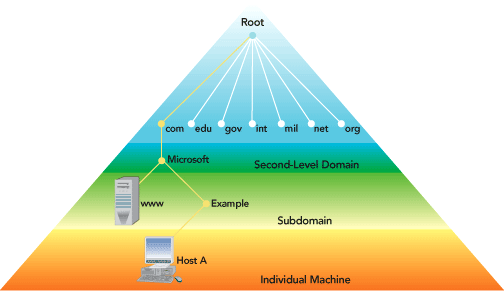 Root
com edu gov int mil net org
Microsoft
Second-Level Domain
www
Example
Subdomain
Host A
Individual Machine